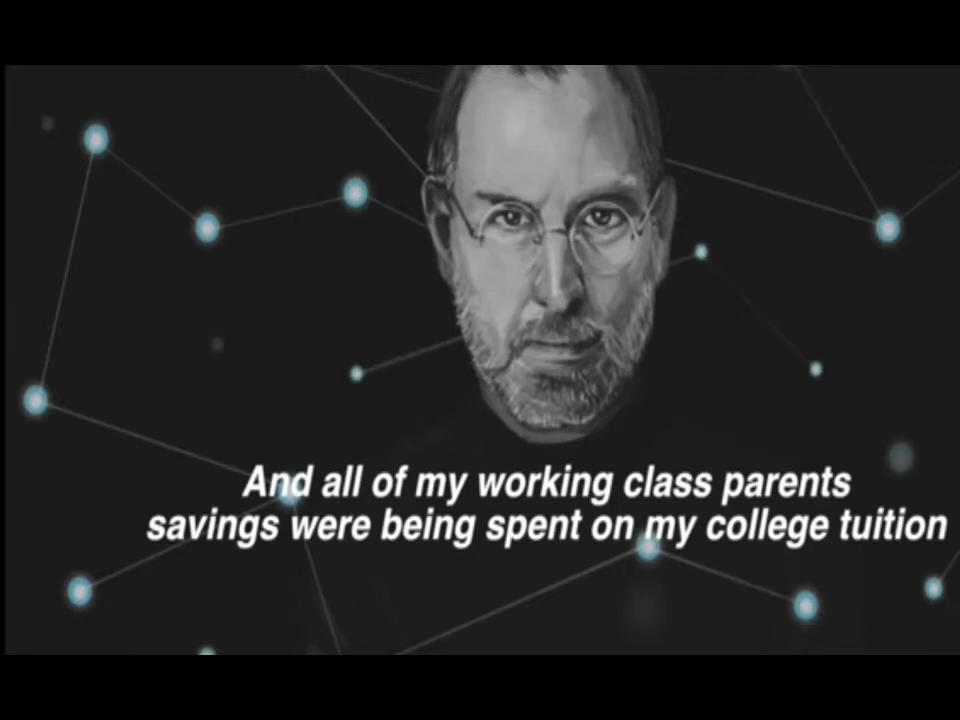 And all of my working class parents
savings were being spent on my college tuition